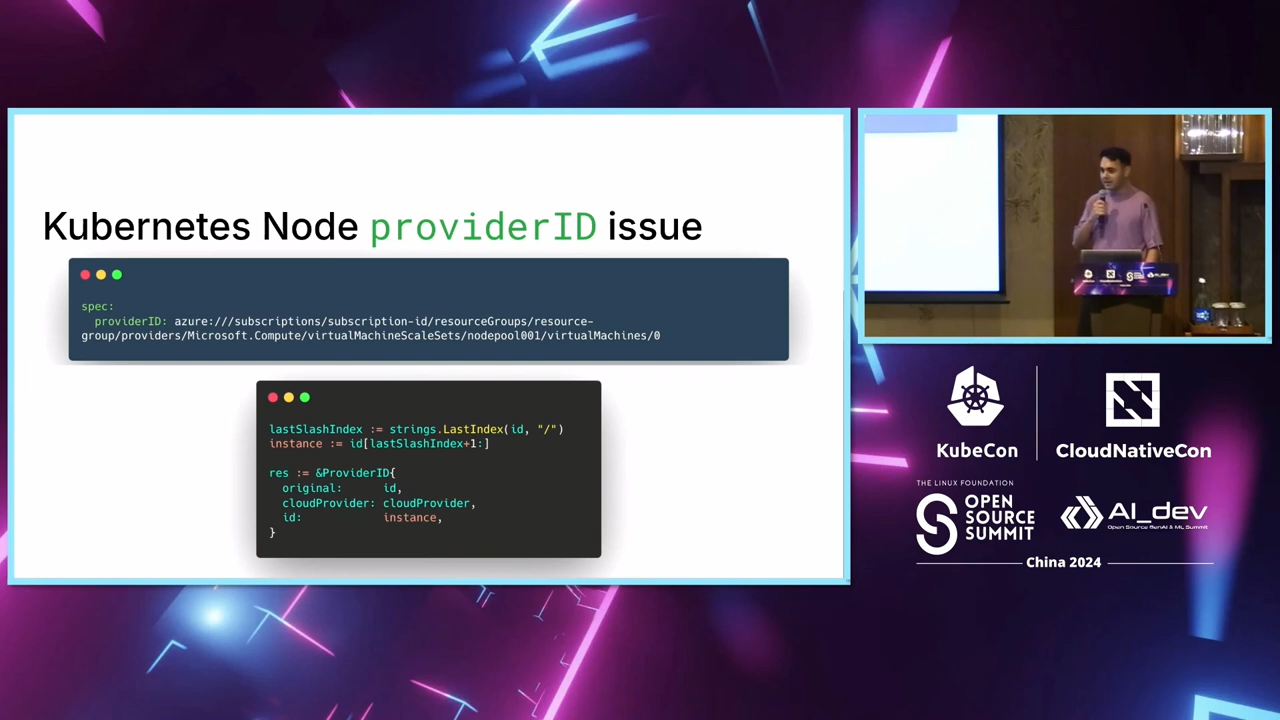 Kubernetes Node providerID issue
spec:
  providerID: azure:///subscriptions/subscription-id/resourceGroups/resource-
group/providers/Microsoft.Compute/virtualMachineScaleSets/nodepool001/virtualMachines/0
lastSlashIndex := strings.LastIndex(id, "/")
instance := id[lastSlashIndex+1:]
res := &ProviderID{
  original:      id,
  cloudProvider: cloudProvider,
  id:            instance,
}
KubeCon
CloudNativeCon
THE LINUX FOUNDATION
OPEN
SOURCE
SUMMIT
AI_dev
Open Source GenAI & ML Summit
China 2024